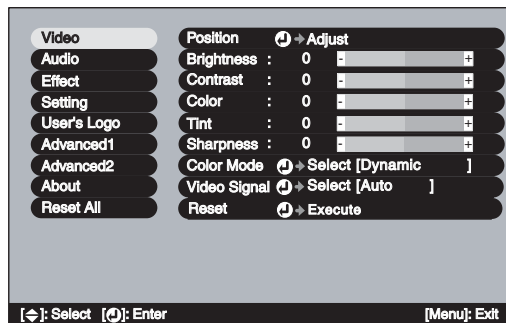 Video
Audio
Effect
Setting
User's Logo
Advanced1
Advanced2
About
Reset All
Position Adjust
Brightness : 0 - +
Contrast : 0 - +
Color : 0 - +
Tint : 0 - +
Sharpness : 0 - +
Color Mode Select [Dynamic ]
Video Signal Select [Auto ]
Reset Execute
[ ]: Select [ ]: Enter [Menu]: Exit